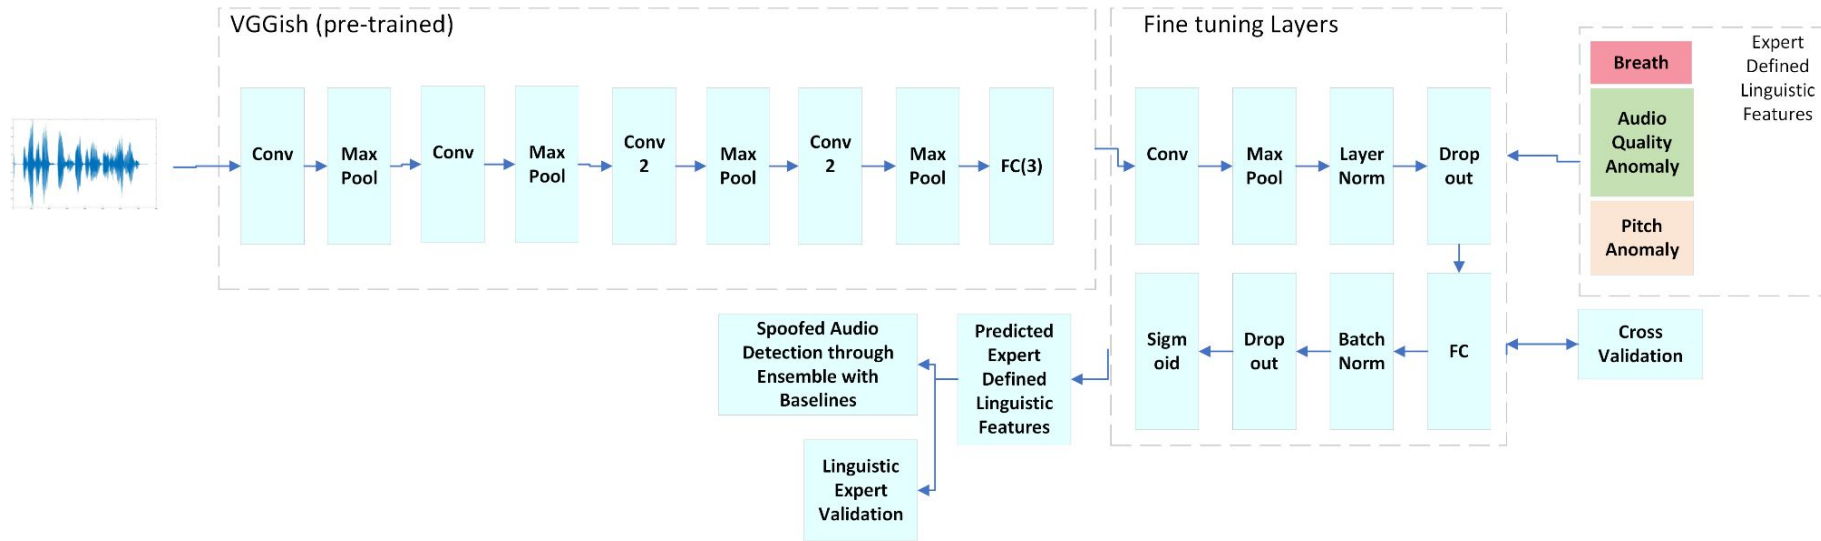 VGGish (pre-trained)
Conv
Max
Pool
Conv
Max
Pool
Conv
2
Max
Pool
Conv
2
Max
Pool
FC(3)
Fine tuning Layers
Conv
Max
Pool
Layer
Norm
Drop
out
FC
Batch
Norm
Drop
out
Sigm
oid
Breath
Audio
Quality
Anomaly
Pitch
Anomaly
Expert
Defined
Linguistic
Features
Cross
Validation
Predicted
Expert
Defined
Linguistic
Features
Spoofed Audio
Detection through
Ensemble with
Baselines
Linguistic
Expert
Validation